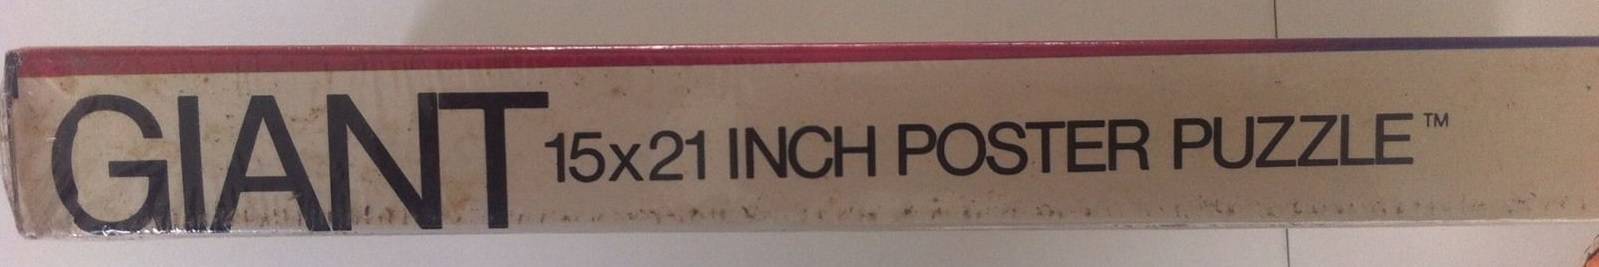 GIANT 15x21 INCH POSTER PUZZLE™